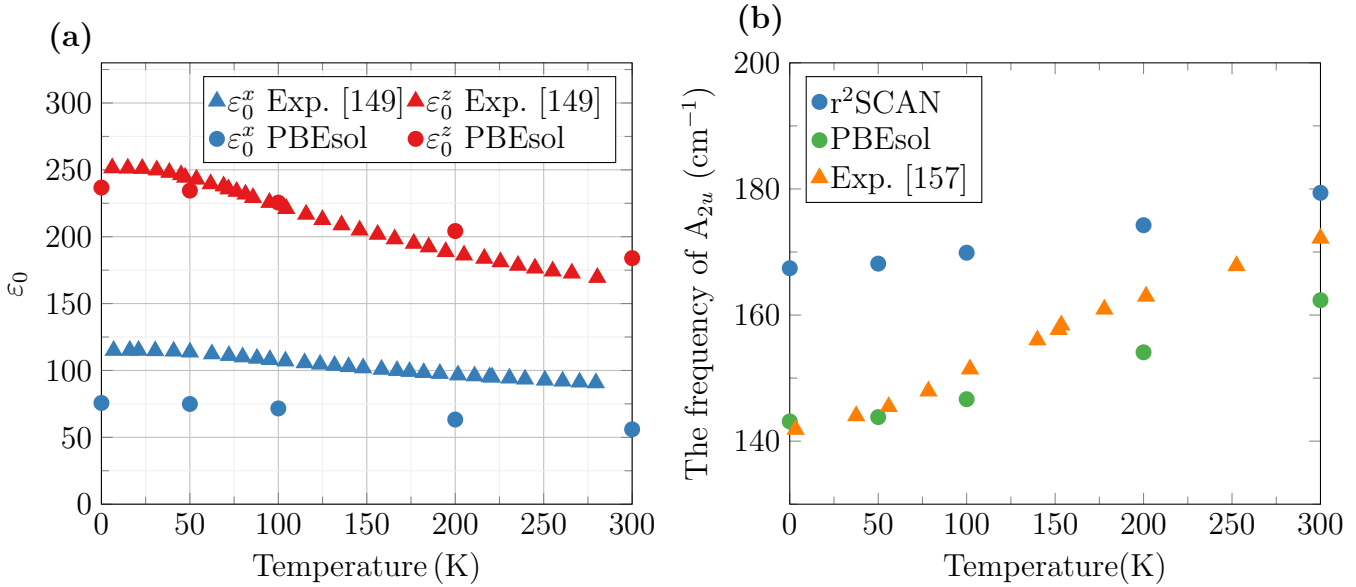 (a)
ε₀ˣ Exp. [149] ε₀ᶻ Exp. [149]
ε₀ˣ PBEsol ε₀ᶻ PBEsol
300
250
200
150
100
50
0
ε₀
0 50 100 150 200 250 300
Temperature (K)
(b)
r²SCAN
PBEsol
Exp. [157]
200
180
160
140
The frequency of A₂ᵤ (cm⁻¹)
0 50 100 150 200 250 300
Temperature(K)